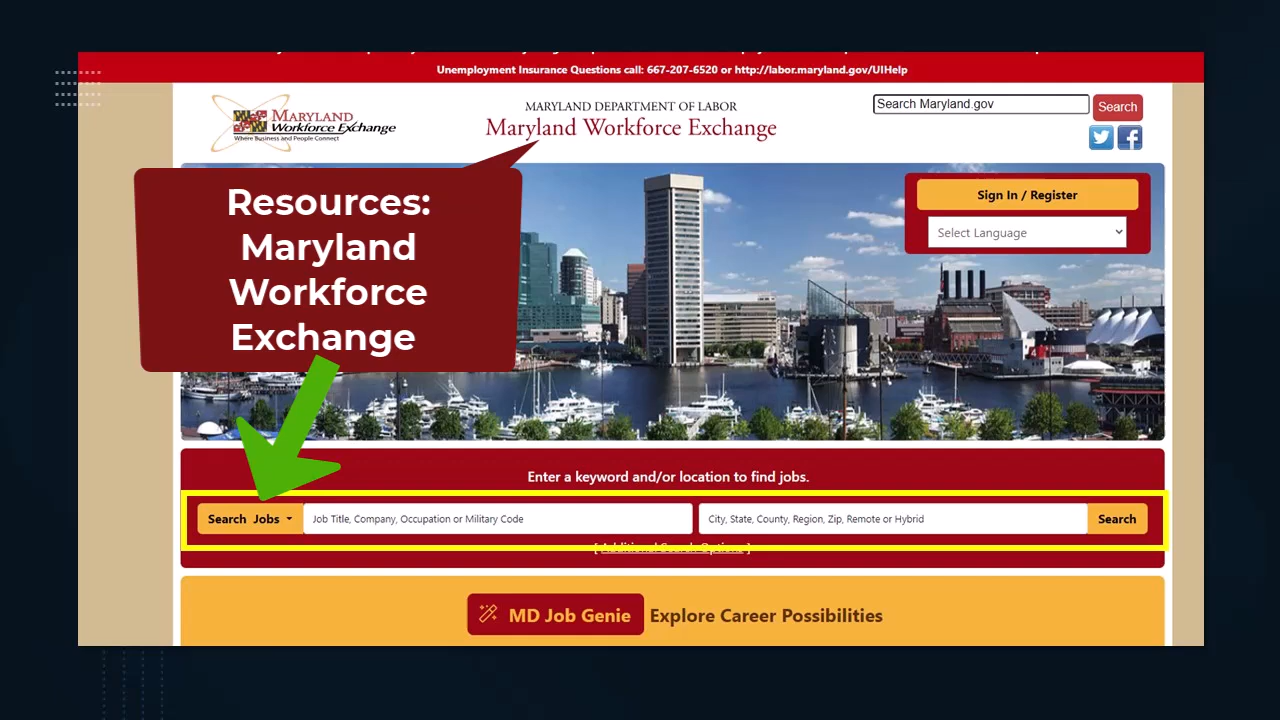 Unemployment Insurance Questions call: 667-207-6520 or http://labor.maryland.gov/UIHelp
MARYLAND
Workforce Exchange
Where Business and People Connect
MARYLAND DEPARTMENT OF LABOR
Maryland Workforce Exchange
Search Maryland.gov
Search
Resources:
Maryland
Workforce
Exchange
Sign In / Register
Select Language
Enter a keyword and/or location to find jobs.
Search Jobs
Job Title, Company, Occupation or Military Code
City, State, County, Region, Zip, Remote or Hybrid
Search
[ Additional Search Options ]
MD Job Genie
Explore Career Possibilities